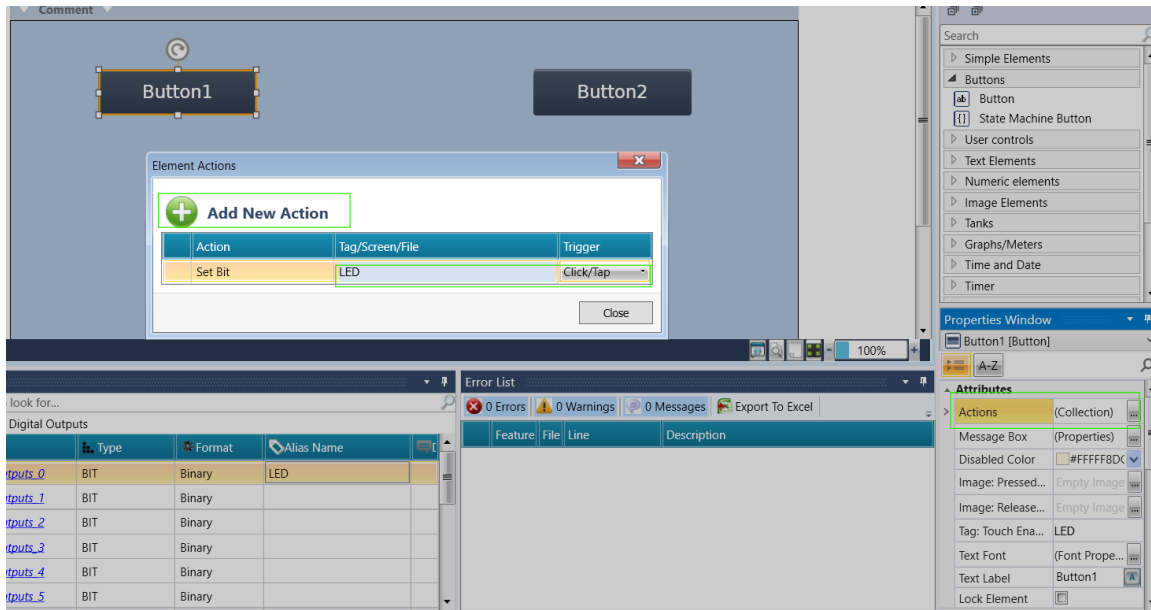 Comment
Button1
Button2
Element Actions
Add New Action
Action Tag/Screen/File Trigger
Set Bit LED Click/Tap
Close
100%
Search
Simple Elements
Buttons
Button
State Machine Button
User controls
Text Elements
Numeric elements
Image Elements
Tanks
Graphs/Meters
Time and Date
Timer
Properties Window
Button1 [Button]
A-Z
Attributes
Actions (Collection)
Message Box (Properties)
Disabled Color #FFFFF8DC
Image: Pressed... Empty Image
Image: Release... Empty Image
Tag: Touch Ena... LED
Text Font (Font Prope...
Text Label Button1
Lock Element
look for...
Digital Outputs
Type Format Alias Name
utputs_0 BIT Binary LED
utputs_1 BIT Binary
utputs_2 BIT Binary
utputs_3 BIT Binary
utputs_4 BIT Binary
utputs_5 BIT Binary
Error List
0 Errors 0 Warnings 0 Messages Export To Excel
Feature File Line Description